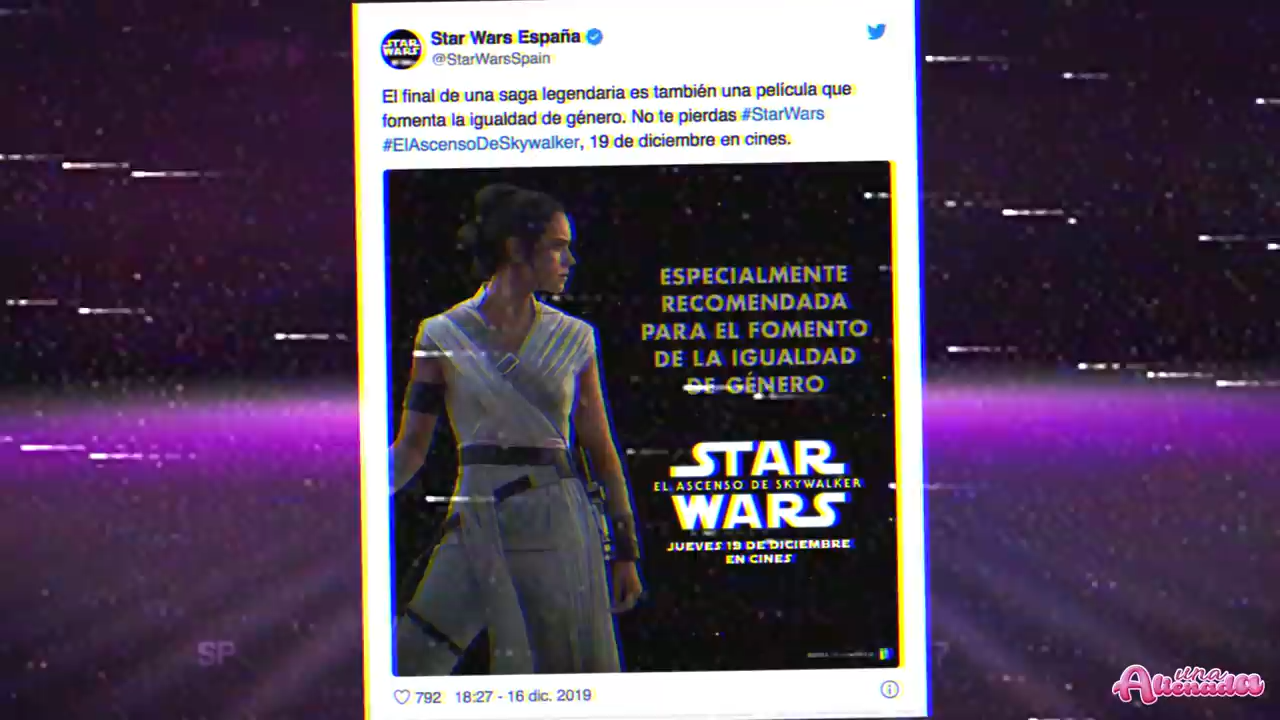 STAR
WARS
Star Wars España
@StarWarsSpain
El final de una saga legendaria es también una película que
fomenta la igualdad de género. No te pierdas #StarWars
#ElAscensoDeSkywalker, 19 de diciembre en cines.
ESPECIALMENTE
RECOMENDADA
PARA EL FOMENTO
DE LA IGUALDAD
DE GÉNERO
STAR
EL ASCENSO DE SKYWALKER
WARS
JUEVES 19 DE DICIEMBRE
EN CINES
792 18:27 - 16 dic. 2019
SP
una
Alienada